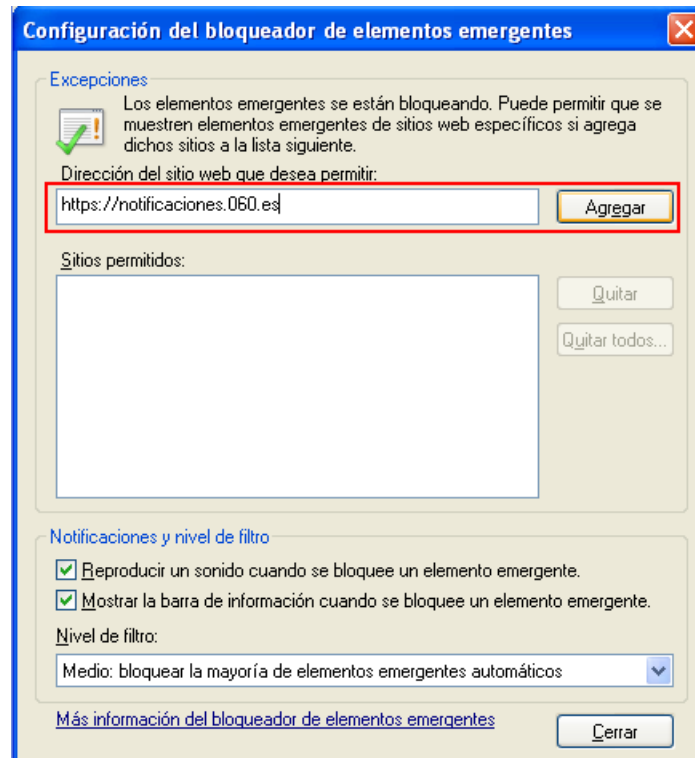 Configuración del bloqueador de elementos emergentes
Excepciones
Los elementos emergentes se están bloqueando. Puede permitir que se
muestren elementos emergentes de sitios web específicos si agrega
dichos sitios a la lista siguiente.
Dirección del sitio web que desea permitir:
https://notificaciones.060.es
Agregar
Sitios permitidos:
Quitar
Quitar todos...
Notificaciones y nivel de filtro
Reproducir un sonido cuando se bloquee un elemento emergente.
Mostrar la barra de información cuando se bloquee un elemento emergente.
Nivel de filtro:
Medio: bloquear la mayoría de elementos emergentes automáticos
Más información del bloqueador de elementos emergentes
Cerrar